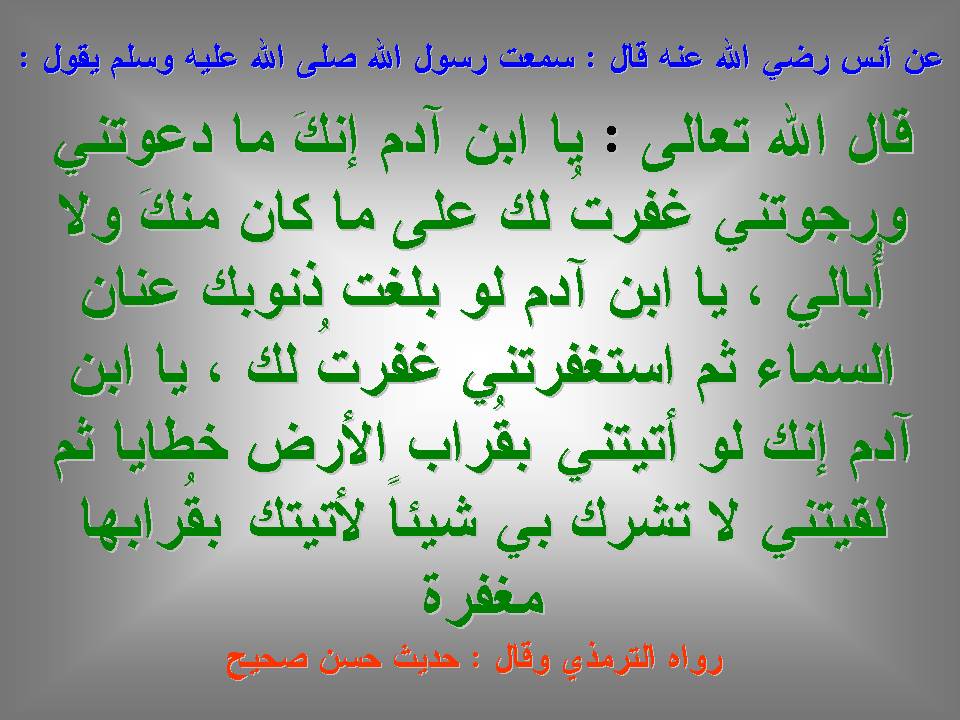 عن أنس رضي الله عنه قال : سمعت رسول الله صلى الله عليه وسلم يقول :
قال الله تعالى : يا ابن آدم إنكَ ما دعوتني
ورجوتني غفرتُ لك على ما كان منكَ ولا
أُبالي ، يا ابن آدم لو بلغت ذنوبك عنان
السماء ثم استغفرتني غفرتُ لك ، يا ابن
آدم إنك لو أتيتني بقُراب الأرض خطايا ثم
لقيتني لا تشرك بي شيئاً لأتيتك بقُرابها
مغفرة
رواه الترمذي وقال : حديث حسن صحيح